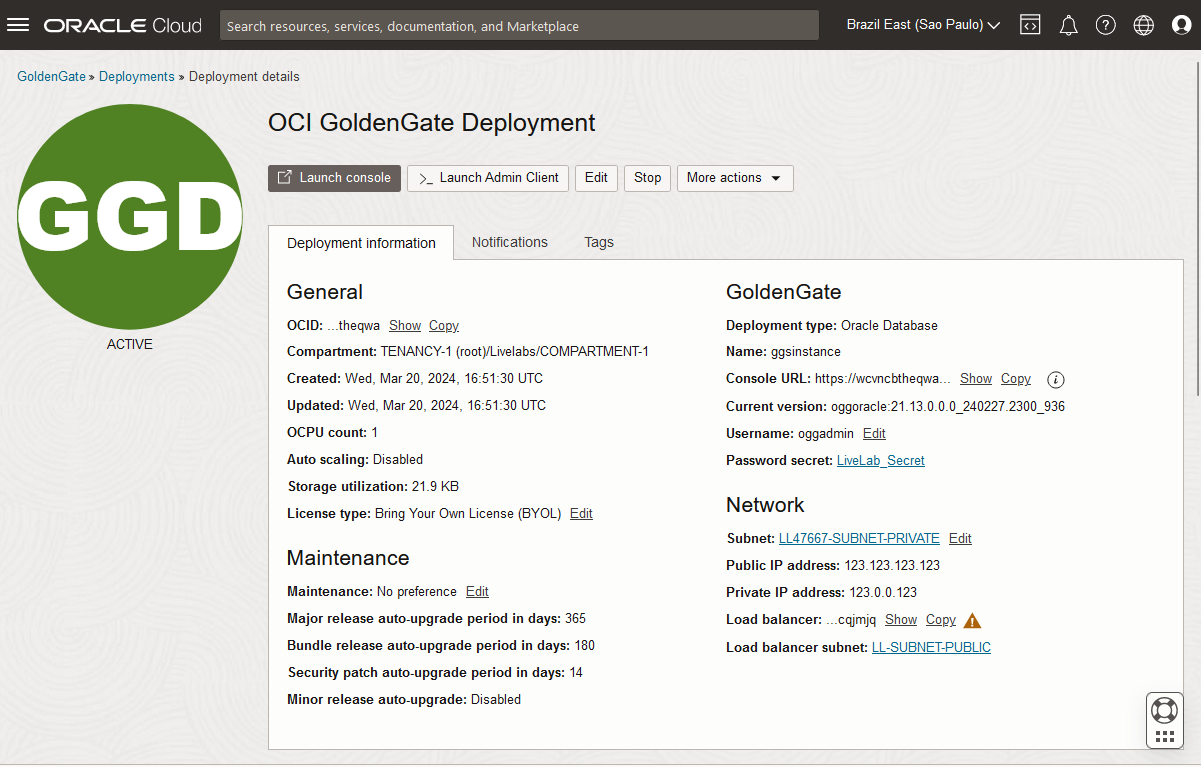 ORACLE Cloud
Search resources, services, documentation, and Marketplace
Brazil East (Sao Paulo)
GoldenGate » Deployments » Deployment details
GGD
ACTIVE
OCI GoldenGate Deployment
Launch console
>_ Launch Admin Client
Edit
Stop
More actions
Deployment information
Notifications
Tags
General
OCID: ...theqwa Show Copy
Compartment: TENANCY-1 (root)/Livelabs/COMPARTMENT-1
Created: Wed, Mar 20, 2024, 16:51:30 UTC
Updated: Wed, Mar 20, 2024, 16:51:30 UTC
OCPU count: 1
Auto scaling: Disabled
Storage utilization: 21.9 KB
License type: Bring Your Own License (BYOL) Edit
Maintenance
Maintenance: No preference Edit
Major release auto-upgrade period in days: 365
Bundle release auto-upgrade period in days: 180
Security patch auto-upgrade period in days: 14
Minor release auto-upgrade: Disabled
GoldenGate
Deployment type: Oracle Database
Name: ggsinstance
Console URL: https://wcvncbtheqwa... Show Copy i
Current version: oggoracle:21.13.0.0.0_240227.2300_936
Username: oggadmin Edit
Password secret: LiveLab_Secret
Network
Subnet: LL47667-SUBNET-PRIVATE Edit
Public IP address: 123.123.123.123
Private IP address: 123.0.0.123
Load balancer: ...cqjmjq Show Copy
Load balancer subnet: LL-SUBNET-PUBLIC